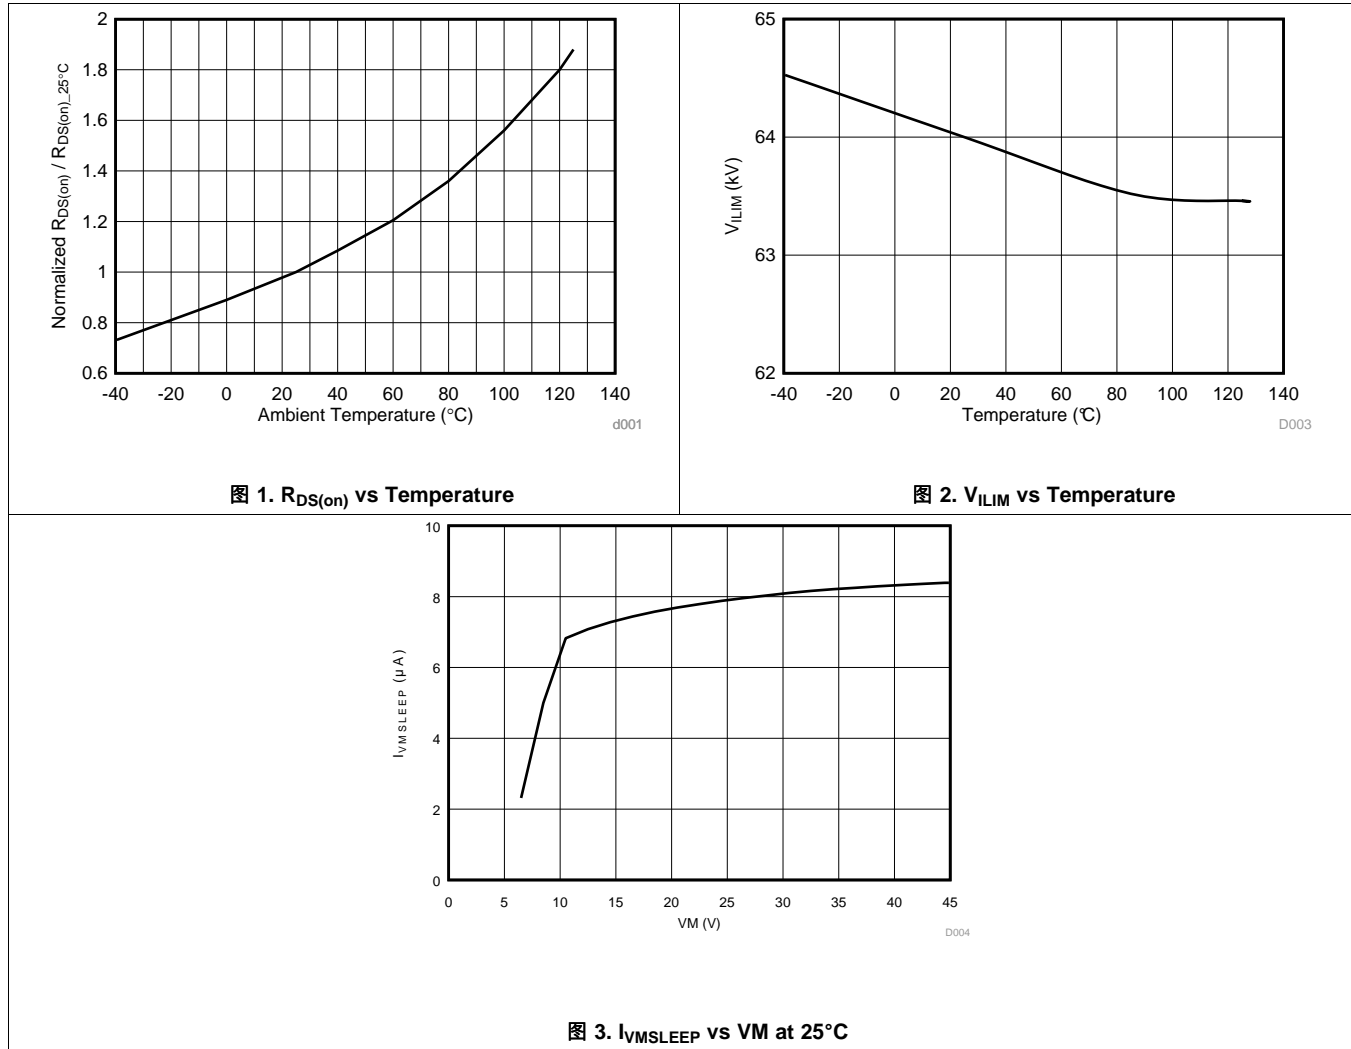 2
1.8
1.6
1.4
1.2
1
0.8
0.6
Normalized RDS(on) / RDS(on)_25°C
-40 -20 0 20 40 60 80 100 120 140
Ambient Temperature (°C)
d001
图 1. RDS(on) vs Temperature
65
64
63
62
VILIM (kV)
-40 -20 0 20 40 60 80 100 120 140
Temperature (°C)
D003
图 2. VILIM vs Temperature
10
8
6
4
2
0
IVMSLEEP (µA)
0 5 10 15 20 25 30 35 40 45
VM (V)
D004
图 3. IVMSLEEP vs VM at 25°C